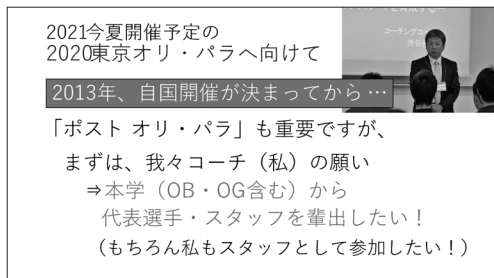 2021今夏開催予定の
2020東京オリ・パラへ向けて
2013年、自国開催が決まってから…
「ポスト オリ・パラ」も重要ですが、
まずは、我々コーチ（私）の願い
⇒本学（OB・OG含む）から
代表選手・スタッフを輩出したい！
（もちろん私もスタッフとして参加したい！）